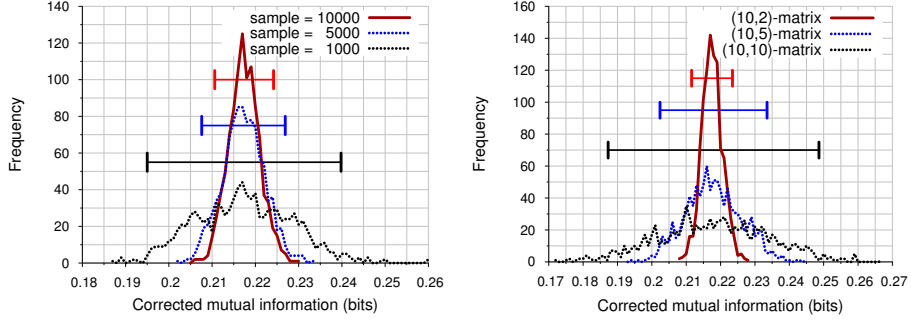 140
120
100
80
60
40
20
0
Frequency
sample = 10000
sample = 5000
sample = 1000
0.18 0.19 0.2 0.21 0.22 0.23 0.24 0.25 0.26
Corrected mutual information (bits)
160
140
120
100
80
60
40
20
0
Frequency
(10,2)-matrix
(10,5)-matrix
(10,10)-matrix
0.17 0.18 0.19 0.2 0.21 0.22 0.23 0.24 0.25 0.26 0.27
Corrected mutual information (bits)